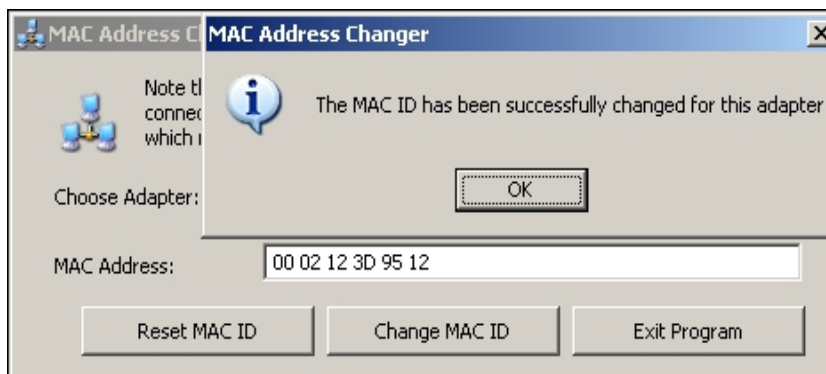 MAC Address C
MAC Address Changer
Note t
connec
which
The MAC ID has been successfully changed for this adapter
OK
Choose Adapter:
MAC Address:
00 02 12 3D 95 12
Reset MAC ID
Change MAC ID
Exit Program